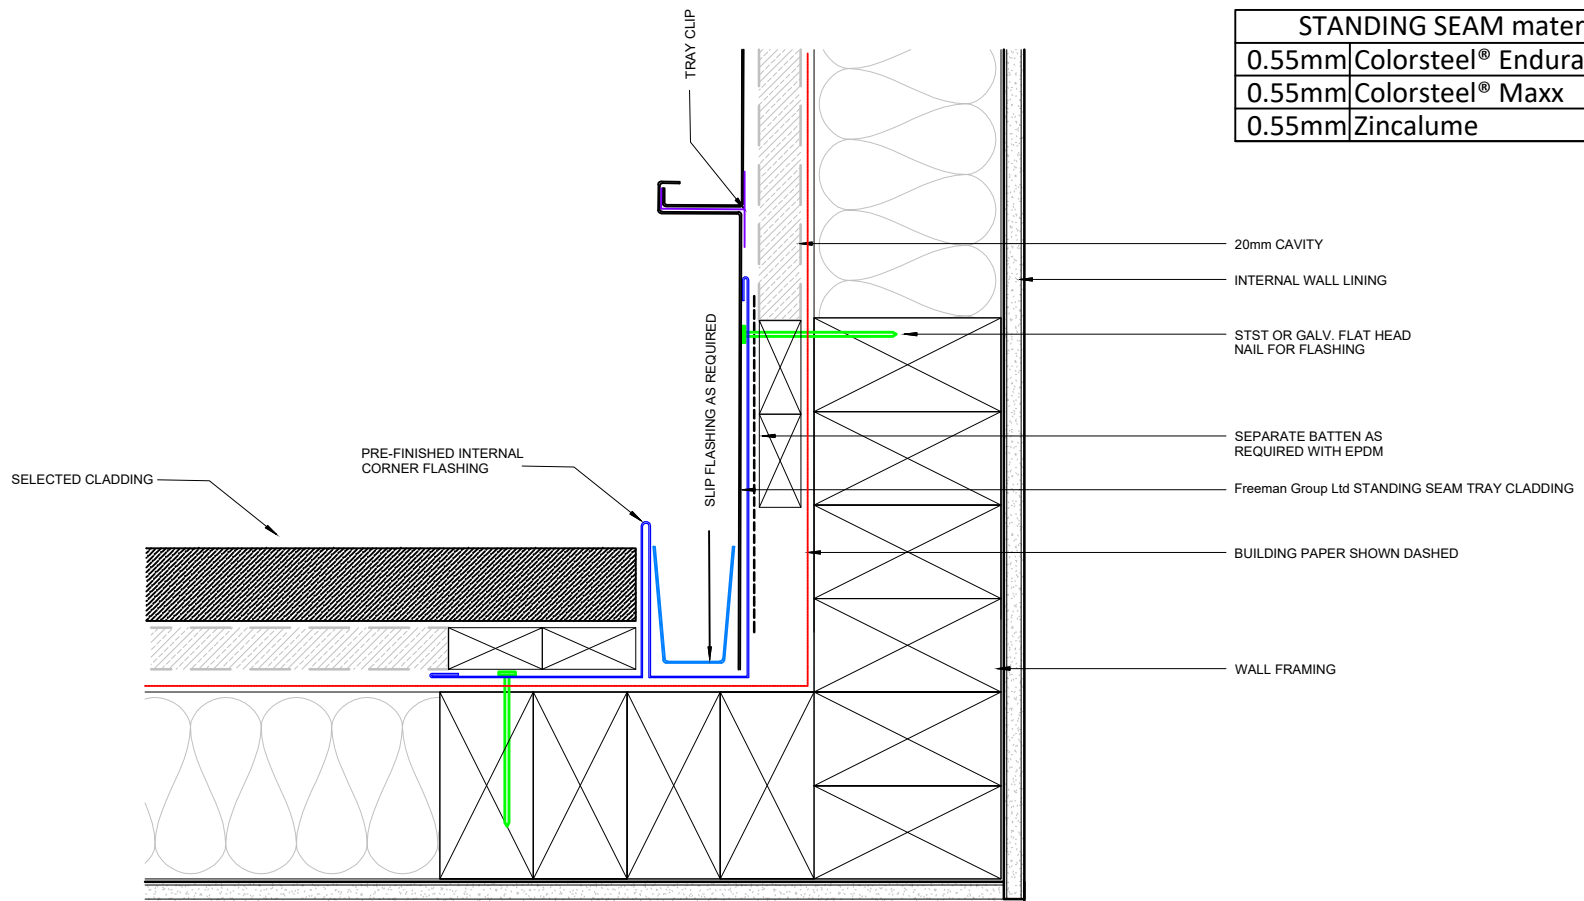 TRAY CLIP
STANDING SEAM mater
0.55mm Colorsteel® Endura
0.55mm Colorsteel® Maxx
0.55mm Zincalume
20mm CAVITY
INTERNAL WALL LINING
STST OR GALV. FLAT HEAD
NAIL FOR FLASHING
SLIP FLASHING AS REQUIRED
SEPARATE BATTEN AS
REQUIRED WITH EPDM
PRE-FINISHED INTERNAL
CORNER FLASHING
SELECTED CLADDING
Freeman Group Ltd STANDING SEAM TRAY CLADDING
BUILDING PAPER SHOWN DASHED
WALL FRAMING